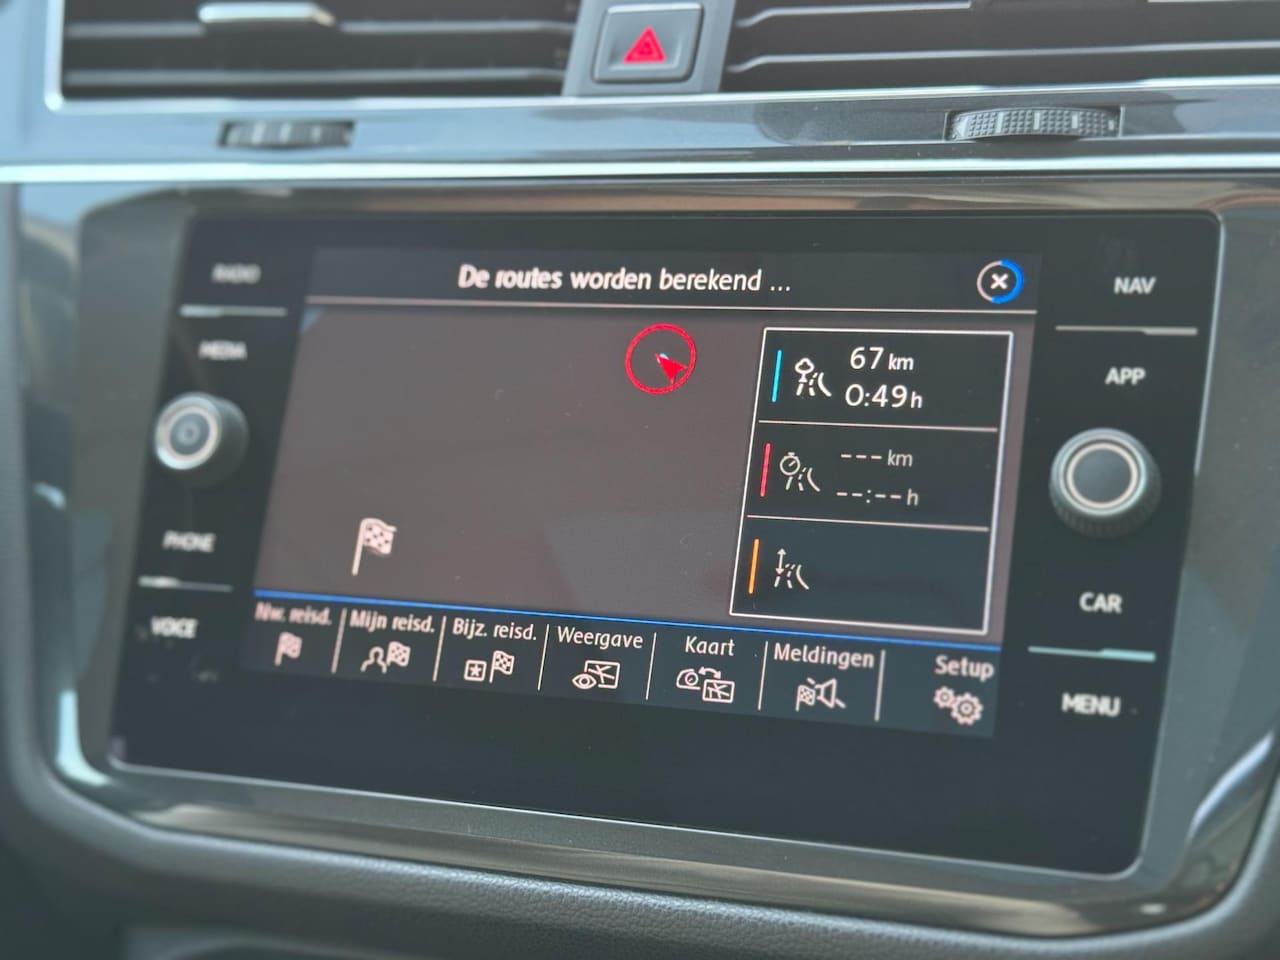 De routes worden berekend ...
RADIO
MEDIA
PHONE
VOICE
67 km
0:49 h
--- km
--:-- h
Nw. reisd.
Mijn reisd.
Bijz. reisd.
Weergave
Kaart
Meldingen
Setup
NAV
APP
CAR
MENU